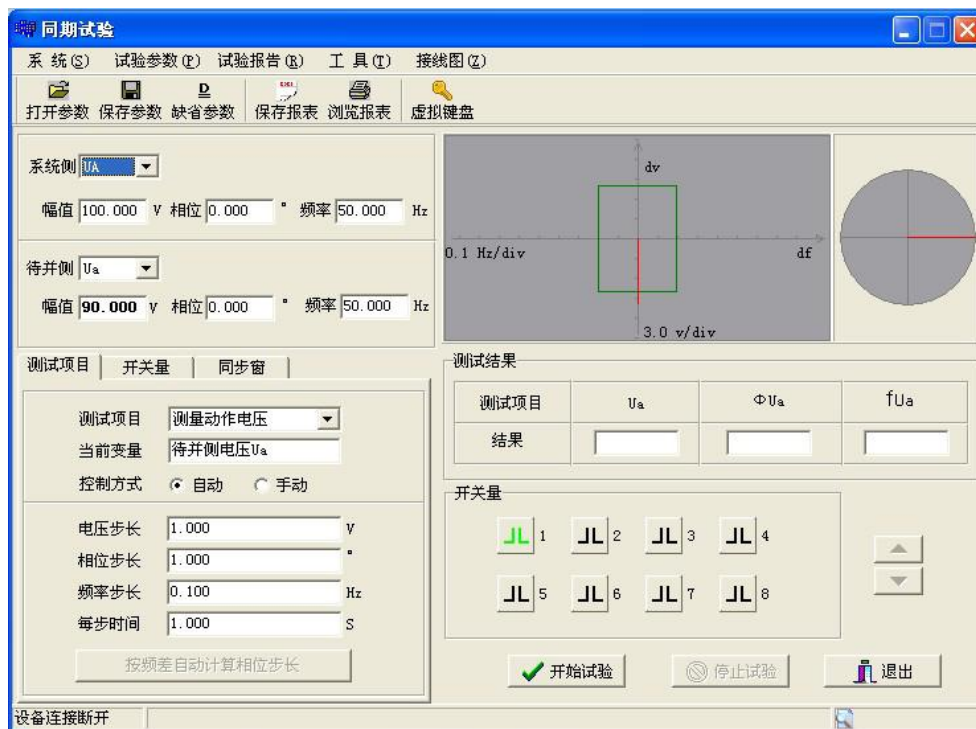 同期试验
系 统(S) 试验参数(P) 试验报告(R) 工 具(T) 接线图(Z)
D
打开参数 保存参数 缺省参数 保存报表 浏览报表 虚拟键盘
系统侧 UA
幅值 100.000 V 相位 0.000 ° 频率 50.000 Hz
待并侧 Ua
幅值 90.000 V 相位 0.000 ° 频率 50.000 Hz
dv
0.1 Hz/div
df
3.0 v/div
测试项目 开关量 同步窗
测试项目 测量动作电压
当前变量 待并侧电压Ua
控制方式 自动 手动
电压步长 1.000 V
相位步长 1.000 °
频率步长 0.100 Hz
每步时间 1.000 S
按频差自动计算相位步长
测试结果
测试项目 Ua ΦUa fUa
结果
开关量
1 2 3 4
5 6 7 8
开始试验 停止试验 退出
设备连接断开